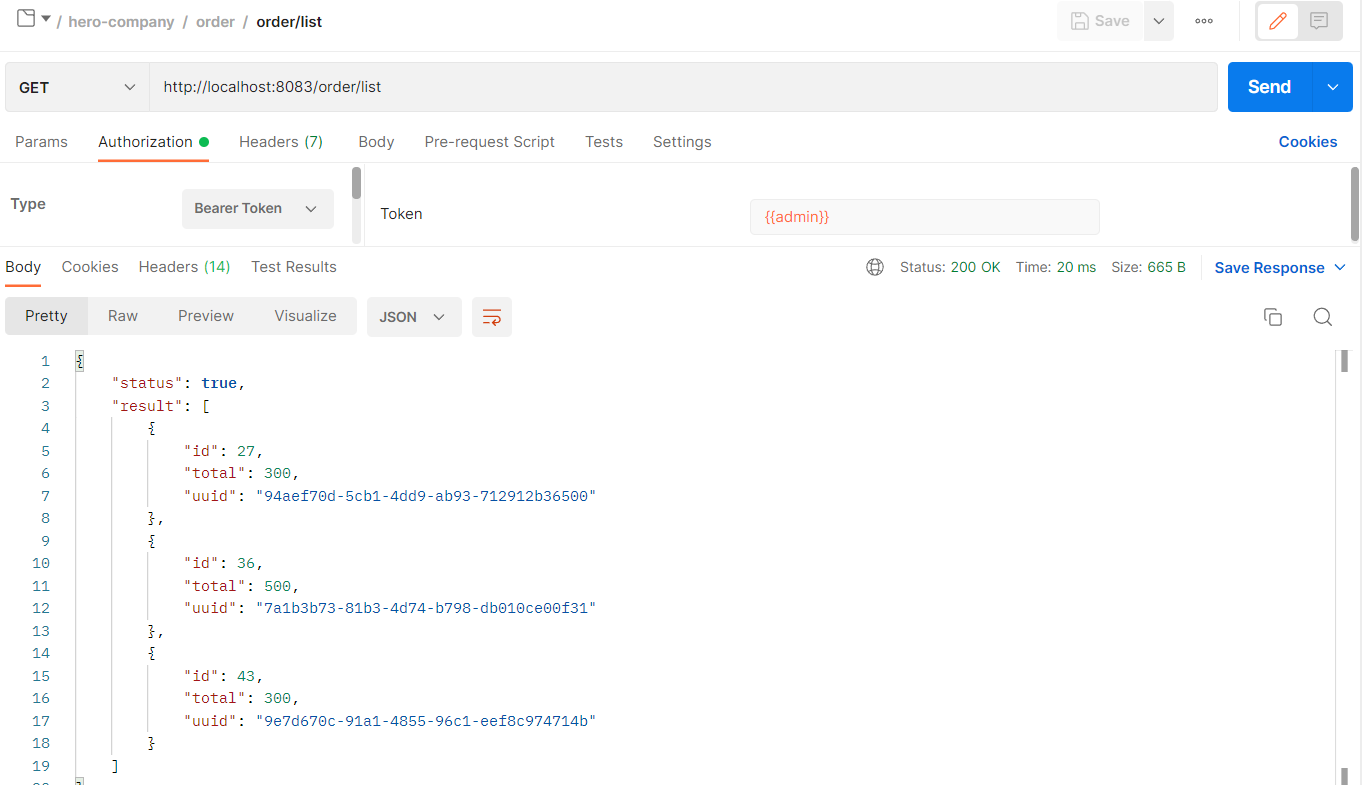 / hero-company / order / order/list
Save
GET http://localhost:8083/order/list Send
Params Authorization Headers (7) Body Pre-request Script Tests Settings Cookies
Type Bearer Token Token {{admin}}
Body Cookies Headers (14) Test Results Status: 200 OK Time: 20 ms Size: 665 B Save Response
Pretty Raw Preview Visualize JSON
1 {
2 "status": true,
3 "result": [
4 {
5 "id": 27,
6 "total": 300,
7 "uuid": "94aef70d-5cb1-4dd9-ab93-712912b36500"
8 },
9 {
10 "id": 36,
11 "total": 500,
12 "uuid": "7a1b3b73-81b3-4d74-b798-db010ce00f31"
13 },
14 {
15 "id": 43,
16 "total": 300,
17 "uuid": "9e7d670c-91a1-4855-96c1-eef8c974714b"
18 }
19 ]